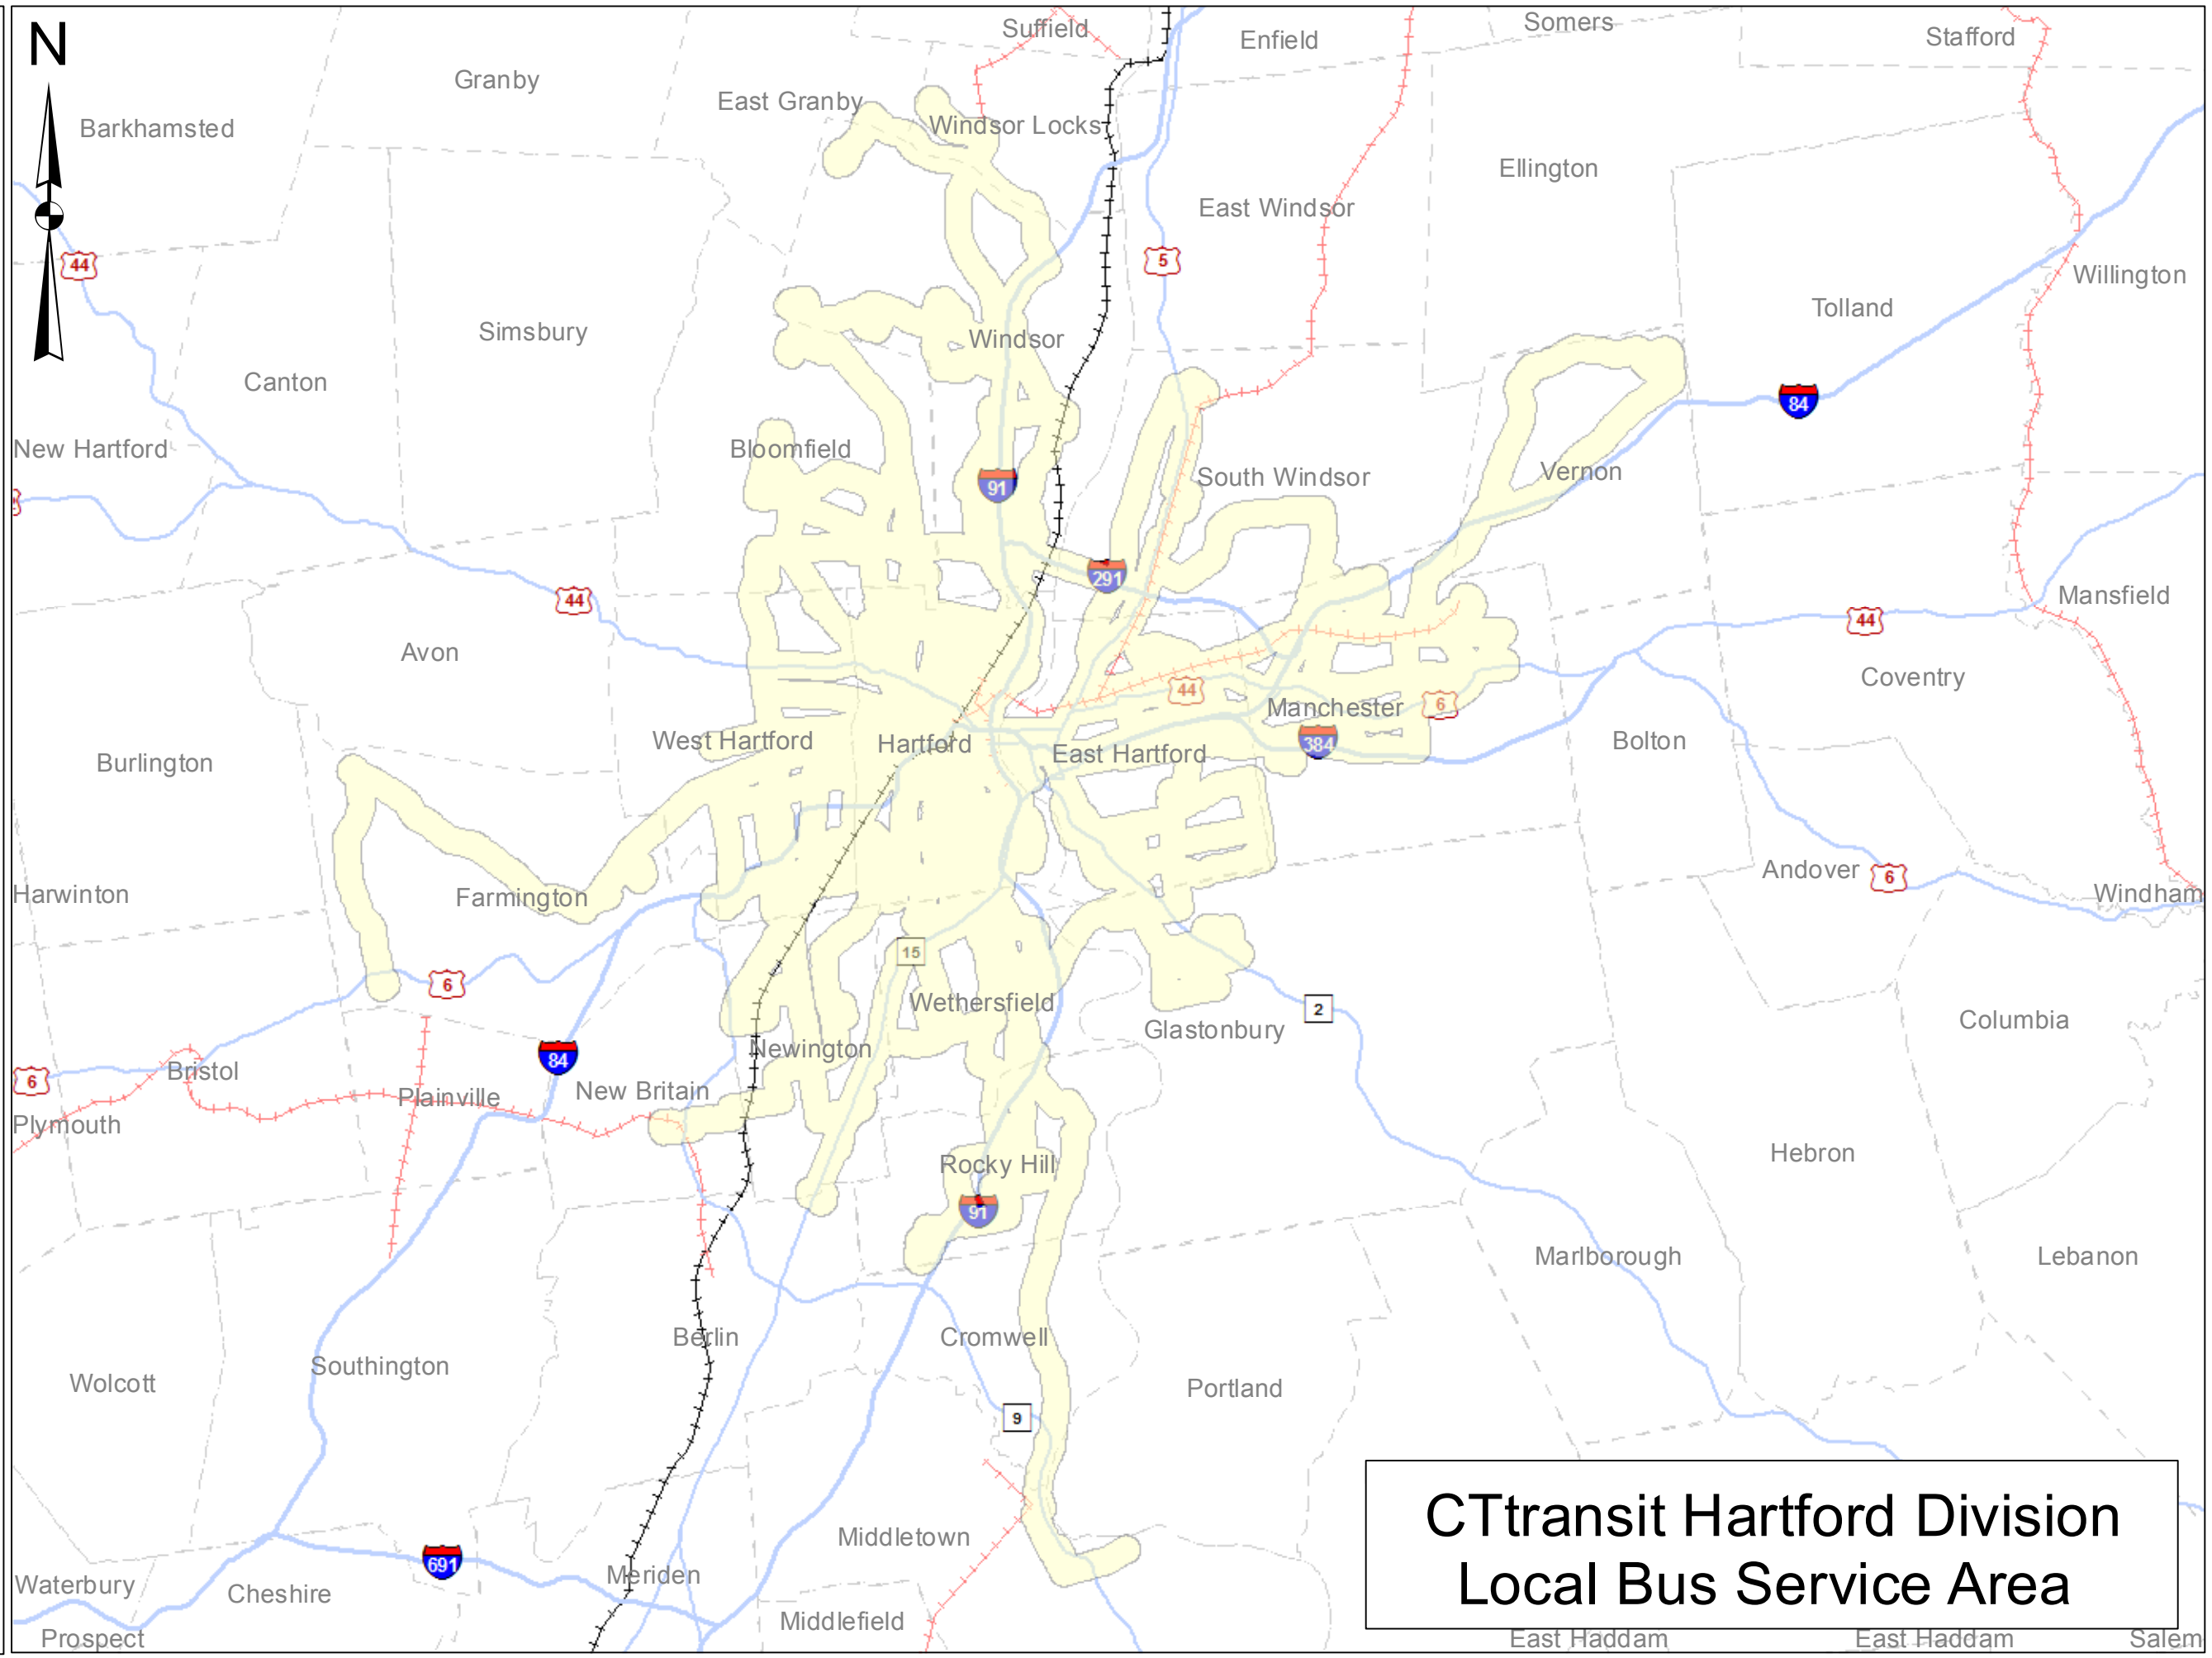 N
Suffield
Enfield
Somers
Stafford
Granby
East Granby
Barkhamsted
Windsor Locks
Ellington
East Windsor
44
5
Willington
Tolland
Simsbury
Windsor
Canton
84
New Hartford
Bloomfield
Vernon
South Windsor
91
291
44
Mansfield
44
Avon
Coventry
44
6
Manchester
West Hartford
Hartford
East Hartford
384
Bolton
Burlington
Andover
6
Harwinton
Farmington
Windham
15
6
Wethersfield
2
Glastonbury
Columbia
Newington
84
Bristol
6
New Britain
Plainville
Plymouth
Hebron
Rocky Hill
91
Marlborough
Lebanon
Berlin
Cromwell
Southington
Wolcott
Portland
9
CTtransit Hartford Division
Local Bus Service Area
Middletown
691
Meriden
Waterbury
Cheshire
Middlefield
Prospect
East Haddam
East Haddam
Salem